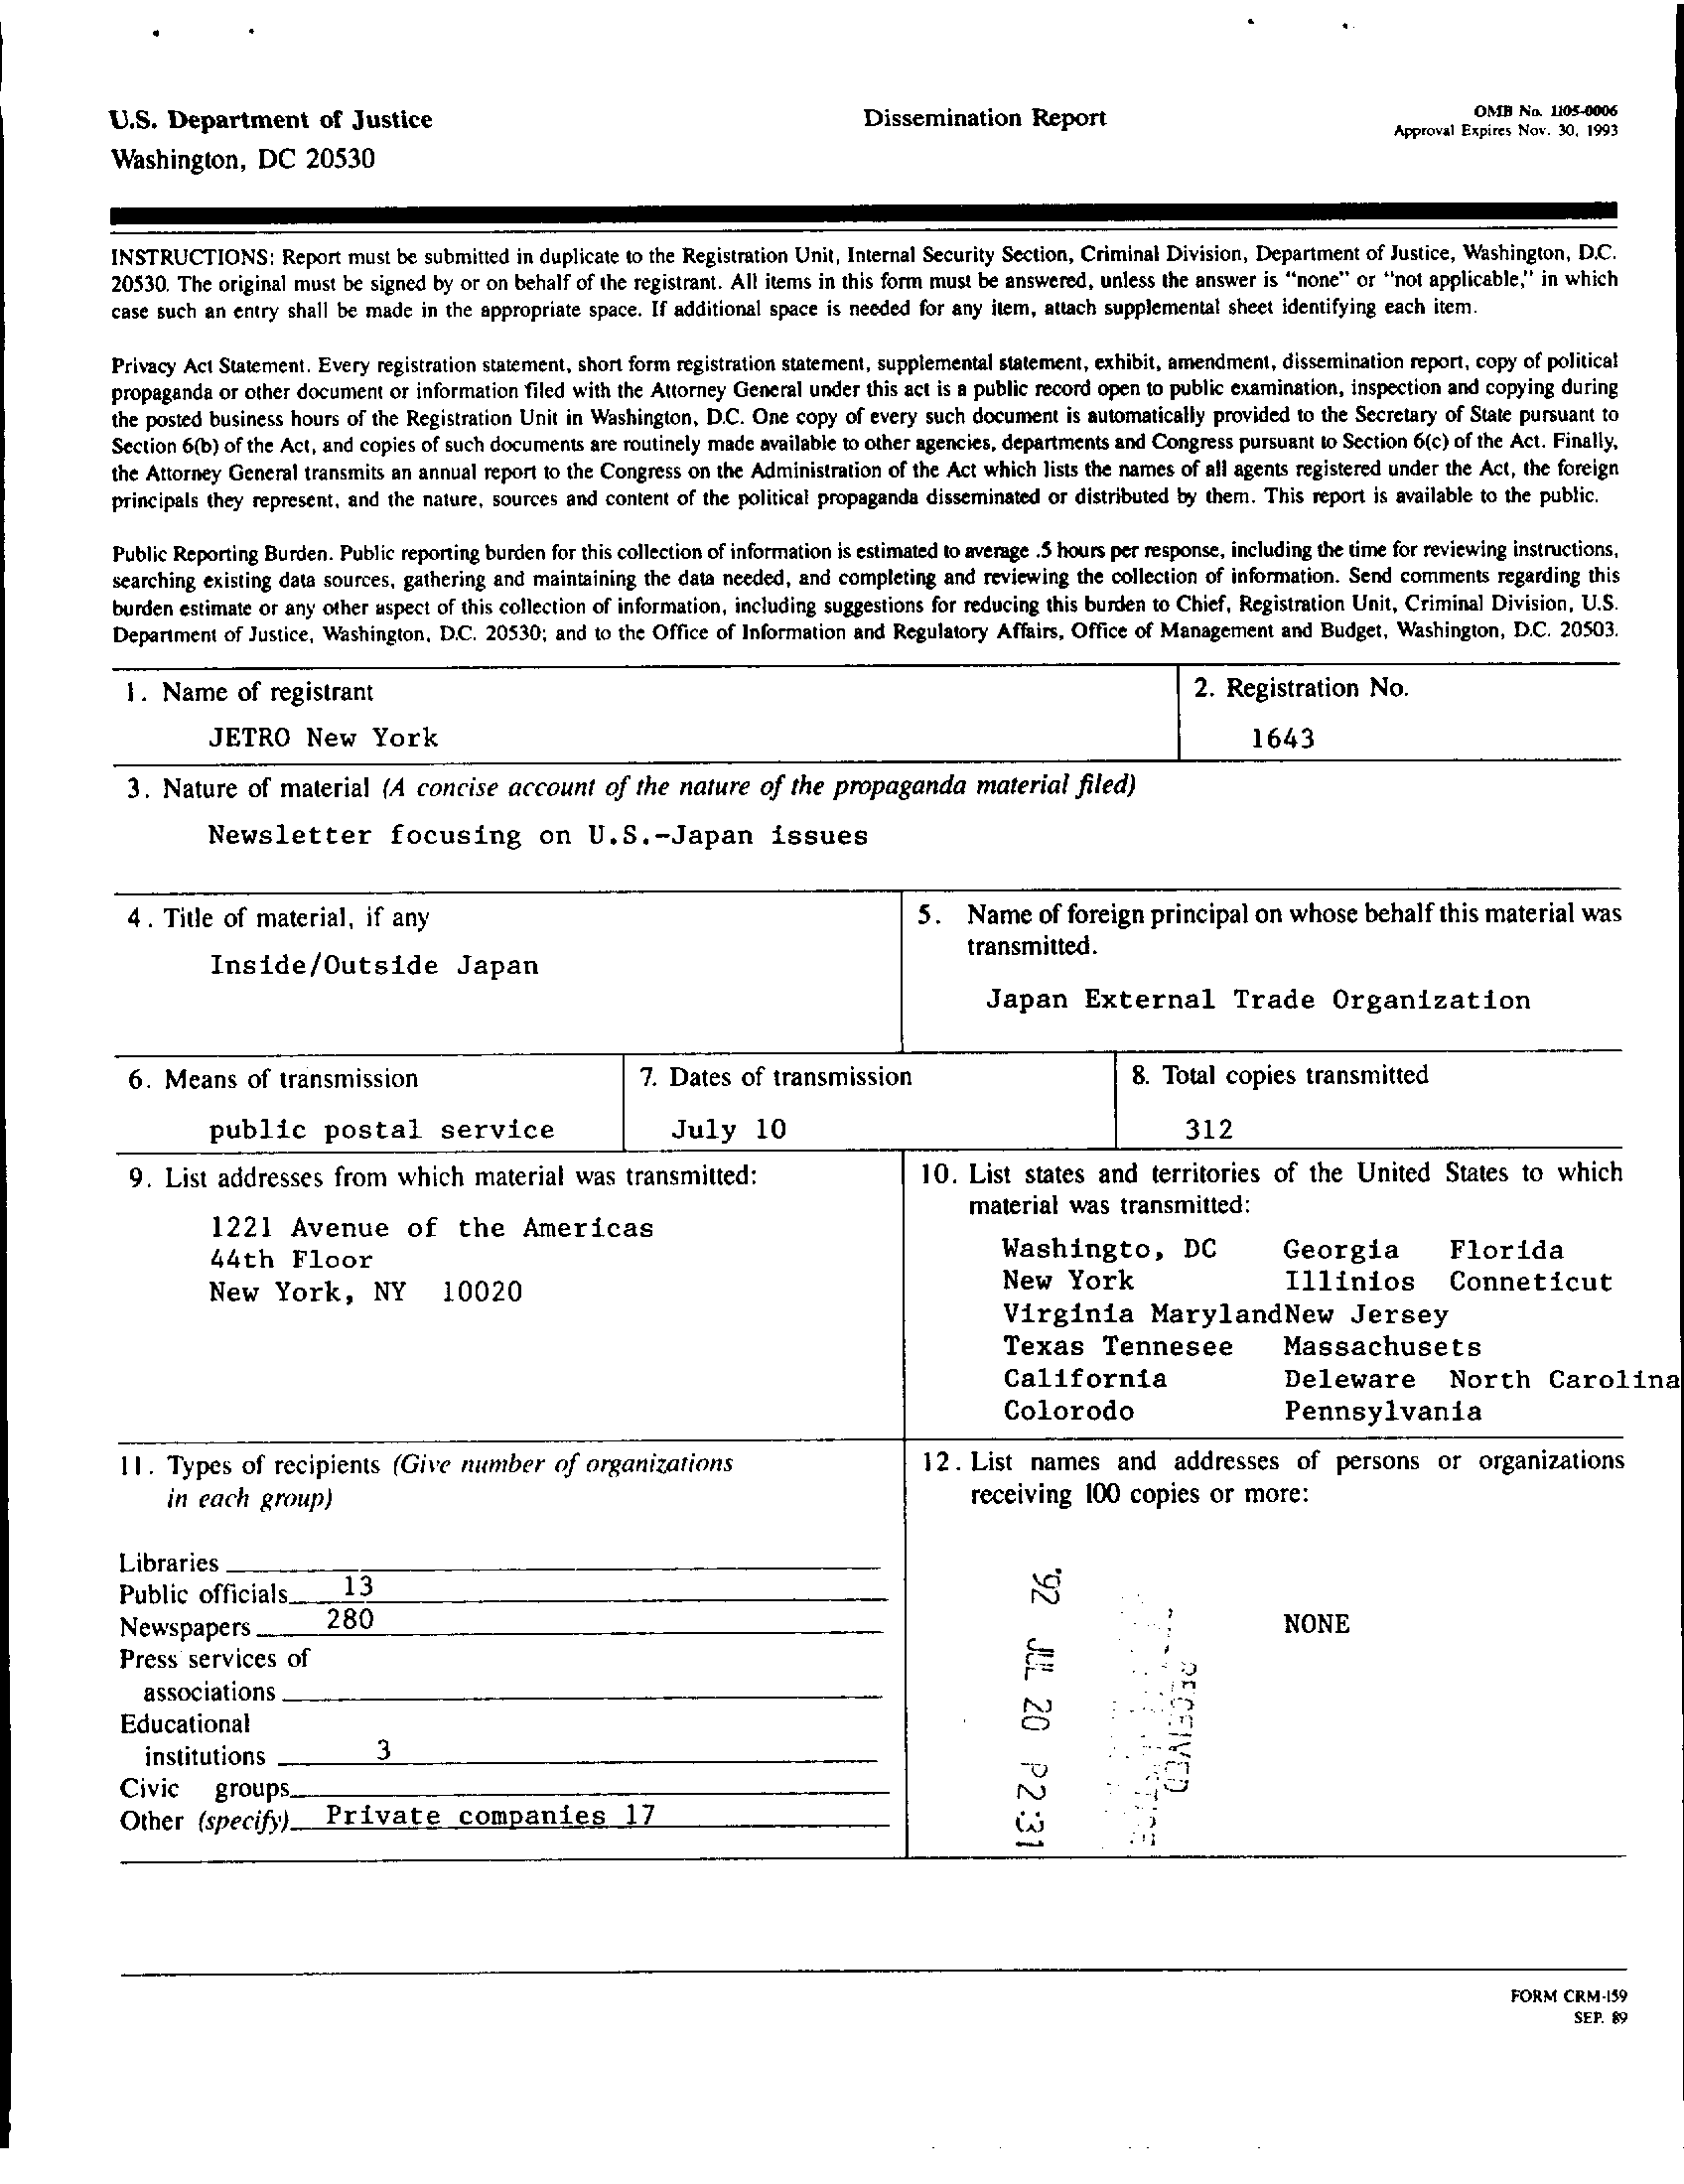 U.S. Department of Justice
Washington, DC 20530
Dissemination Report
OMB No. 1105-0006
Approval Expires Nov. 30, 1993
INSTRUCTIONS: Report must be submitted in duplicate to the Registration Unit, Internal Security Section, Criminal Division, Department of Justice, Washington, D.C.
20530. The original must be signed by or on behalf of the registrant. All items in this form must be answered, unless the answer is "none" or "not applicable," in which
case such an entry shall be made in the appropriate space. If additional space is needed for any item, attach supplemental sheet identifying each item.
Privacy Act Statement. Every registration statement, short form registration statement, supplemental statement, exhibit, amendment, dissemination report, copy of political
propaganda or other document or information filed with the Attorney General under this act is a public record open to public examination, inspection and copying during
the posted business hours of the Registration Unit in Washington, D.C. One copy of every such document is automatically provided to the Secretary of State pursuant to
Section 6(b) of the Act, and copies of such documents are routinely made available to other agencies, departments and Congress pursuant to Section 6(c) of the Act. Finally,
the Attorney General transmits an annual report to the Congress on the Administration of the Act which lists the names of all agents registered under the Act, the foreign
principals they represent, and the nature, sources and content of the political propaganda disseminated or distributed by them. This report is available to the public.
Public Reporting Burden. Public reporting burden for this collection of information is estimated to average .5 hours per response, including the time for reviewing instructions,
searching existing data sources, gathering and maintaining the data needed, and completing and reviewing the collection of information. Send comments regarding this
burden estimate or any other aspect of this collection of information, including suggestions for reducing this burden to Chief, Registration Unit, Criminal Division, U.S.
Department of Justice, Washington, D.C. 20530; and to the Office of Information and Regulatory Affairs, Office of Management and Budget, Washington, D.C. 20503.
1. Name of registrant
JETRO New York
2. Registration No.
1643
3. Nature of material (A concise account of the nature of the propaganda material filed)
Newsletter focusing on U.S.-Japan issues
4. Title of material, if any
Inside/Outside Japan
5. Name of foreign principal on whose behalf this material was
transmitted.
Japan External Trade Organization
6. Means of transmission
public postal service
7. Dates of transmission
July 10
8. Total copies transmitted
312
9. List addresses from which material was transmitted:
1221 Avenue of the Americas
44th Floor
New York, NY 10020
10. List states and territories of the United States to which
material was transmitted:
Washingto, DC Georgia Florida
New York Illinios Conneticut
Virginia MarylandNew Jersey
Texas Tennesee Massachusets
California Deleware North Carolina
Colorodo Pennsylvania
11. Types of recipients (Give number of organizations
in each group)
Libraries
Public officials 13
Newspapers 280
Press services of
associations
Educational
institutions 3
Civic groups
Other (specify) Private companies 17
12. List names and addresses of persons or organizations
receiving 100 copies or more:
NONE
'92 JUL 20 P2:31
RECEIVED
FORM CRM-159
SEP. 89